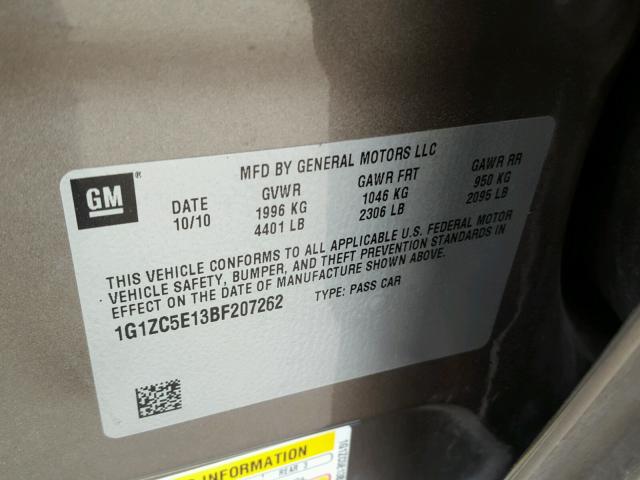 GM®
MFD BY GENERAL MOTORS LLC
DATE GVWR GAWR FRT GAWR RR
10/10 1996 KG 1046 KG 950 KG
4401 LB 2306 LB 2095 LB
THIS VEHICLE CONFORMS TO ALL APPLICABLE U.S. FEDERAL MOTOR
VEHICLE SAFETY, BUMPER, AND THEFT PREVENTION STANDARDS IN
EFFECT ON THE DATE OF MANUFACTURE SHOWN ABOVE.
1G1ZC5E13BF207262 TYPE: PASS CAR
INFORMATION
REAR 3